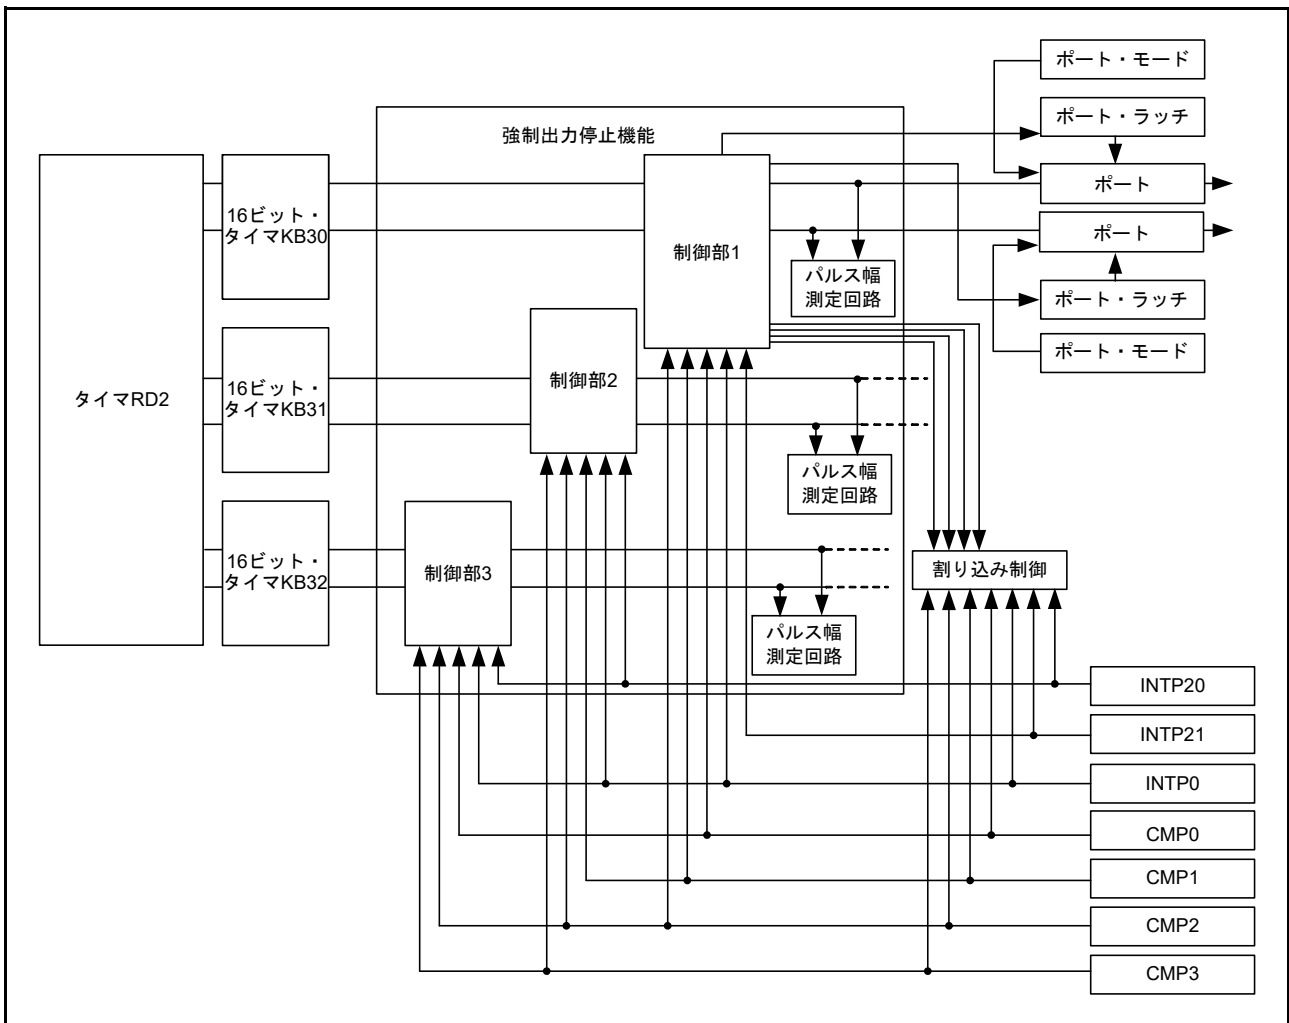 ポート・モード
ポート・ラッチ
強制出力停止機能
ポート
16ビット・
タイマKB30
制御部1
ポート
パルス幅
測定回路
ポート・ラッチ
ポート・モード
タイマRD2
16ビット・
タイマKB31
制御部2
パルス幅
測定回路
16ビット・
タイマKB32
制御部3
割り込み制御
パルス幅
測定回路
INTP20
INTP21
INTP0
CMP0
CMP1
CMP2
CMP3